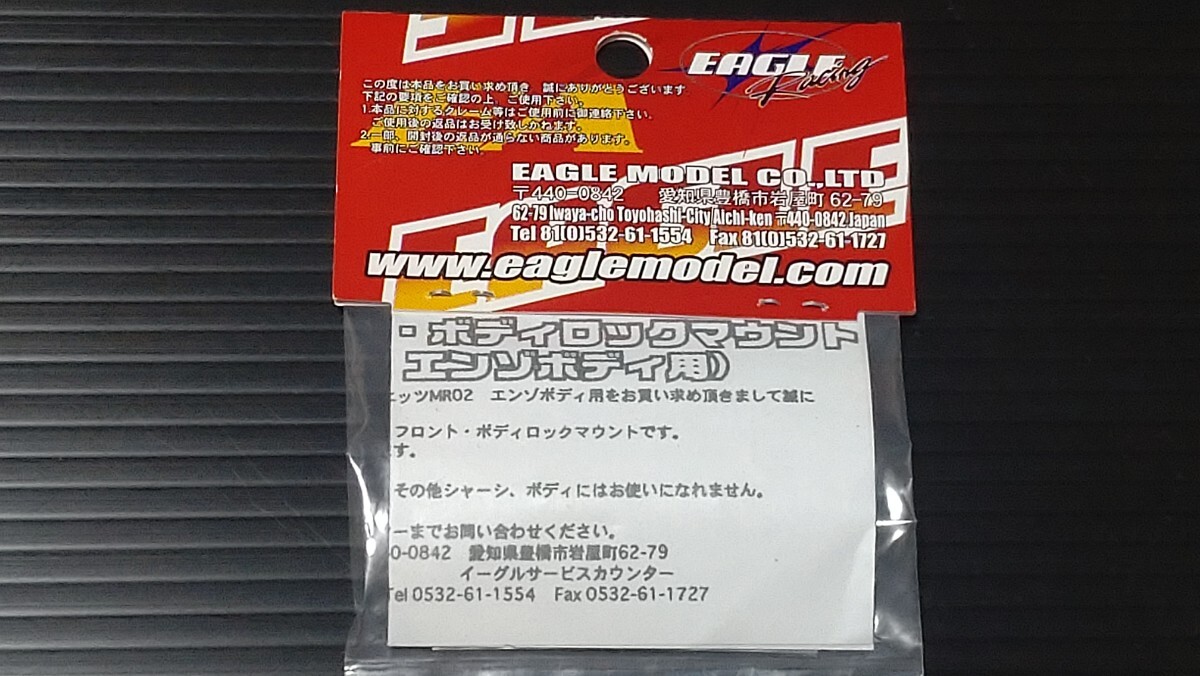 EAGLE
Racing
この度は本品をお買い求め頂き 誠にありがとうございます
下記の要項をご確認の上、ご使用下さい。
1.本品に対するクレーム等はご使用前に御連絡下さい。
ご使用後の返品はお受け致しかねます。
2.一部、開封後の返品が適らない商品があります。
事前にご確認下さい。
EAGLE MODEL CO.,LTD
〒440-0842 愛知県豊橋市岩屋町 62-79
62-79 Iwaya-cho Toyohashi-City Aichi-ken 〒440-0842 Japan
Tel 81(0)532-61-1554 Fax 81(0)532-61-1727
www.eaglemodel.com
・ボディロックマウント
エンゾボディ用)
ェッツMR02 エンゾボディ用をお買い求め頂きまして誠に
フロント・ボディロックマウントです。
す。
その他シャーシ、ボディにはお使いになれません。
ーまでお問い合わせください。
0-0842 愛知県豊橋市岩屋町62-79
イーグルサービスカウンター
Tel 0532-61-1554 Fax 0532-61-1727